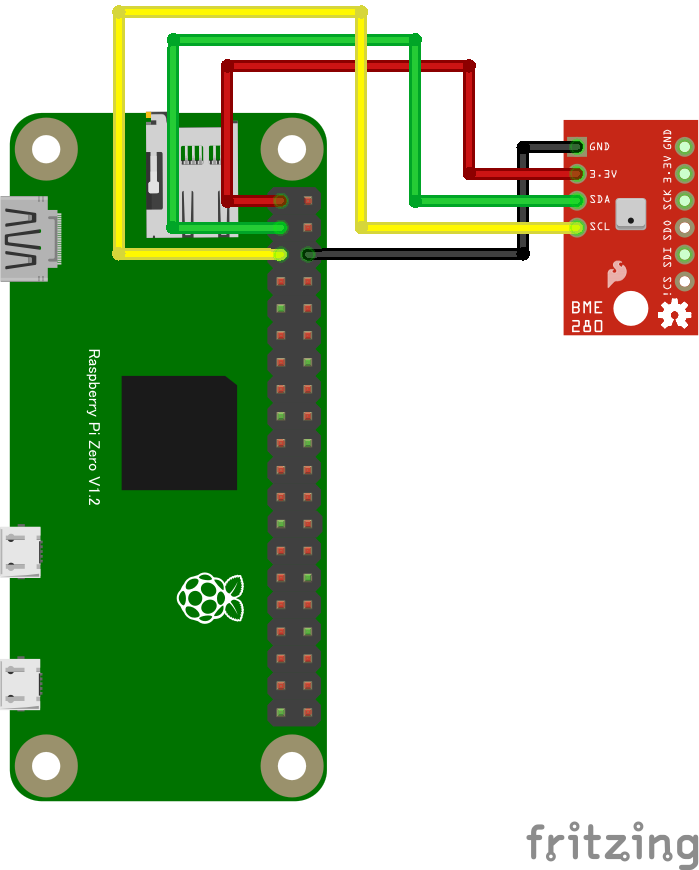 GND
3.3V
SDA
SCL
GND
3.3V
SCK
SDO
SDI
!CS
BME
280
Raspberry Pi Zero V1.2
fritzing